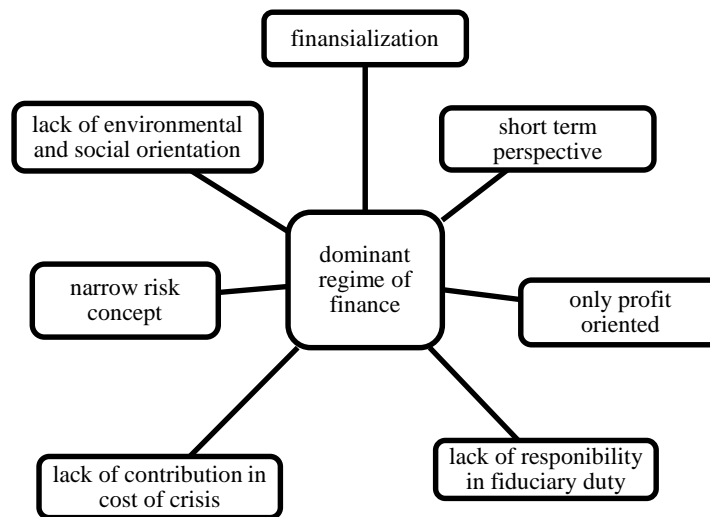 finansialization
lack of environmental
and social orientation
short term
perspective
dominant
regime of
finance
narrow risk
concept
only profit
oriented
lack of contribution in
cost of crisis
lack of responibility
in fiduciary duty